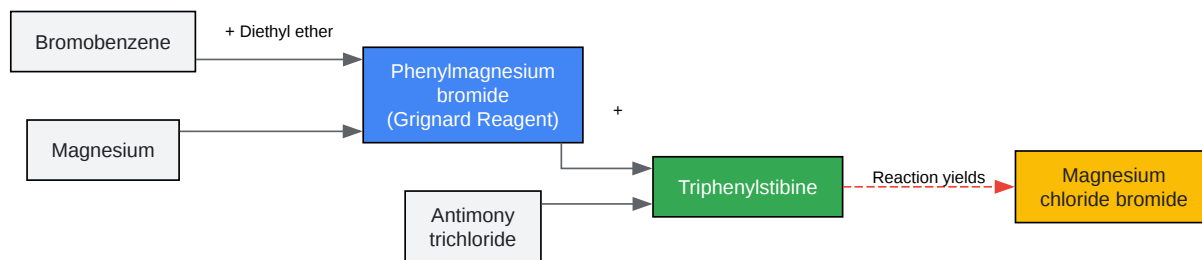 Bromobenzene
+ Diethyl ether
Phenylmagnesium
bromide
(Grignard Reagent)
Magnesium
+
Antimony
trichloride
Triphenylstibine
Reaction yields
Magnesium
chloride bromide